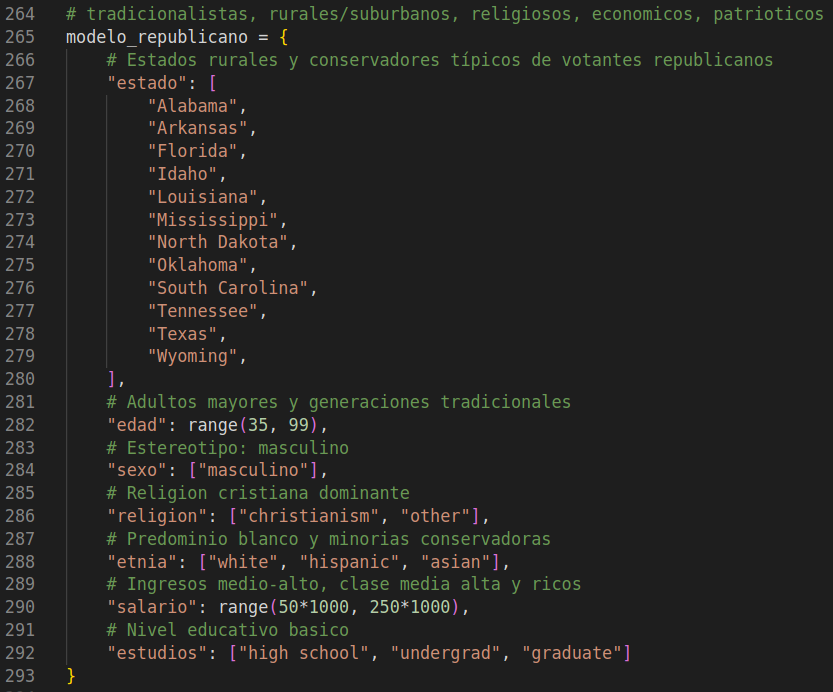 264 # tradicionalistas, rurales/suburbanos, religiosos, economicos, patrioticos
265 modelo_republicano = {
266 # Estados rurales y conservadores típicos de votantes republicanos
267 "estado": [
268 "Alabama",
269 "Arkansas",
270 "Florida",
271 "Idaho",
272 "Louisiana",
273 "Mississippi",
274 "North Dakota",
275 "Oklahoma",
276 "South Carolina",
277 "Tennessee",
278 "Texas",
279 "Wyoming",
280 ],
281 # Adultos mayores y generaciones tradicionales
282 "edad": range(35, 99),
283 # Estereotipo: masculino
284 "sexo": ["masculino"],
285 # Religion cristiana dominante
286 "religion": ["christianism", "other"],
287 # Predominio blanco y minorias conservadoras
288 "etnia": ["white", "hispanic", "asian"],
289 # Ingresos medio-alto, clase media alta y ricos
290 "salario": range(50*1000, 250*1000),
291 # Nivel educativo basico
292 "estudios": ["high school", "undergrad", "graduate"]
293 }